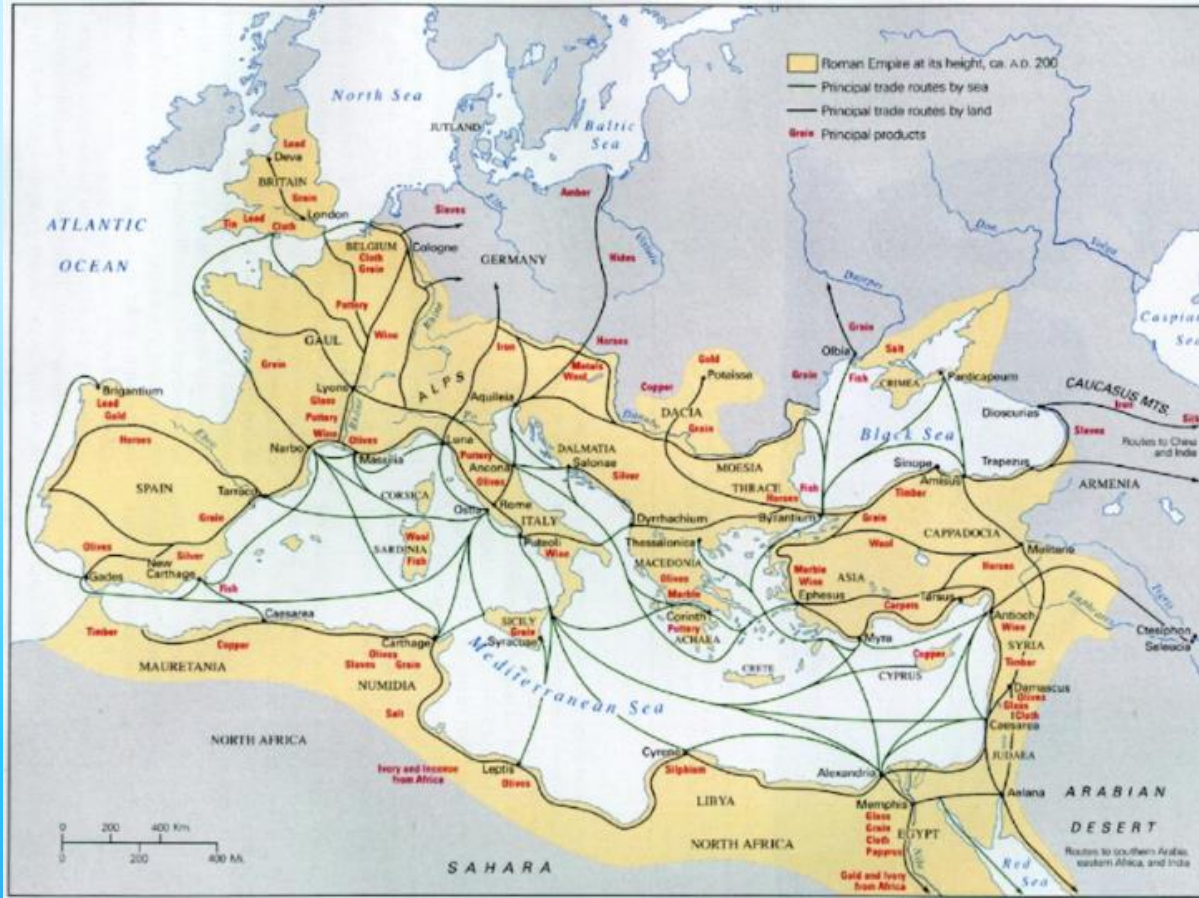 Roman Empire at its height, ca. A.D. 200
Principal trade routes by sea
Principal trade routes by land
Grain Principal products
North Sea
JUTLAND
Baltic
Sea
ATLANTIC
OCEAN
Lead
Deva
BRITAIN
Grain
London
Tin
Lead
Cloth
BELGIUM
Cloth
Grain
Cologne
Slaves
Elbe
GERMANY
Amber
Vistula
Hides
Horses
Dnieper
Don
Volga
Caspian
Sea
Pottery
Wine
Rhine
GAUL
Grain
Lyons
Glass
Pottery
Wine
Rhone
Olives
Narbo
Massilia
ALPS
Iron
Metals
Wool
Aquileia
Po
Luna
Pottery
Ancona
Olives
Brigantium
Lead
Gold
Horses
Ebro
SPAIN
Tarraco
Grain
Olives
Silver
New
Carthage
Gades
Fish
CORSICA
Ostia
Rome
ITALY
Puteoli
Wine
Wool
SARDINIA
Fish
DALMATIA
Salonae
Silver
Danube
Copper
Gold
Potaissa
DACIA
Grain
MOESIA
THRACE
Horses
Byzantium
Dyrrhachium
Thessalonica
MACEDONIA
Olives
Marble
Corinth
Pottery
ACHAEA
CRETE
Grain
Olbia
Grain
Fish
Salt
CRIMEA
Panticapeum
Fish
Black Sea
Dioscurias
CAUCASUS MTS.
Iron
Slaves
Routes to China
and India
Sinope
Amisus
Trapezus
Timber
ARMENIA
Grain
Wool
CAPPADOCIA
Melitene
Horses
Marble
Wine
ASIA
Ephesus
Carpets
Tarsus
Myra
Antioch
Wine
Euphrates
Tigris
Ctesiphon
Seleucia
Copper
CYPRUS
SYRIA
Timber
Damascus
Olives
Glass
Cloth
Caesarea
JUDAEA
SICILY
Grain
Syracuse
Mediterranean Sea
Timber
Copper
Caesarea
MAURETANIA
Carthage
Olives
Slaves
Grain
NUMIDIA
Salt
NORTH AFRICA
Ivory and Incense
from Africa
Leptis
Olives
Cyrene
Silphium
LIBYA
NORTH AFRICA
Alexandria
Memphis
Glass
Grain
Cloth
Papyrus
EGYPT
Nile
Gold and Ivory
from Africa
Aelana
ARABIAN
DESERT
Routes to southern Arabia,
eastern Africa, and India
Red
Sea
SAHARA
0 200 400 Km.
0 200 400 Mi.